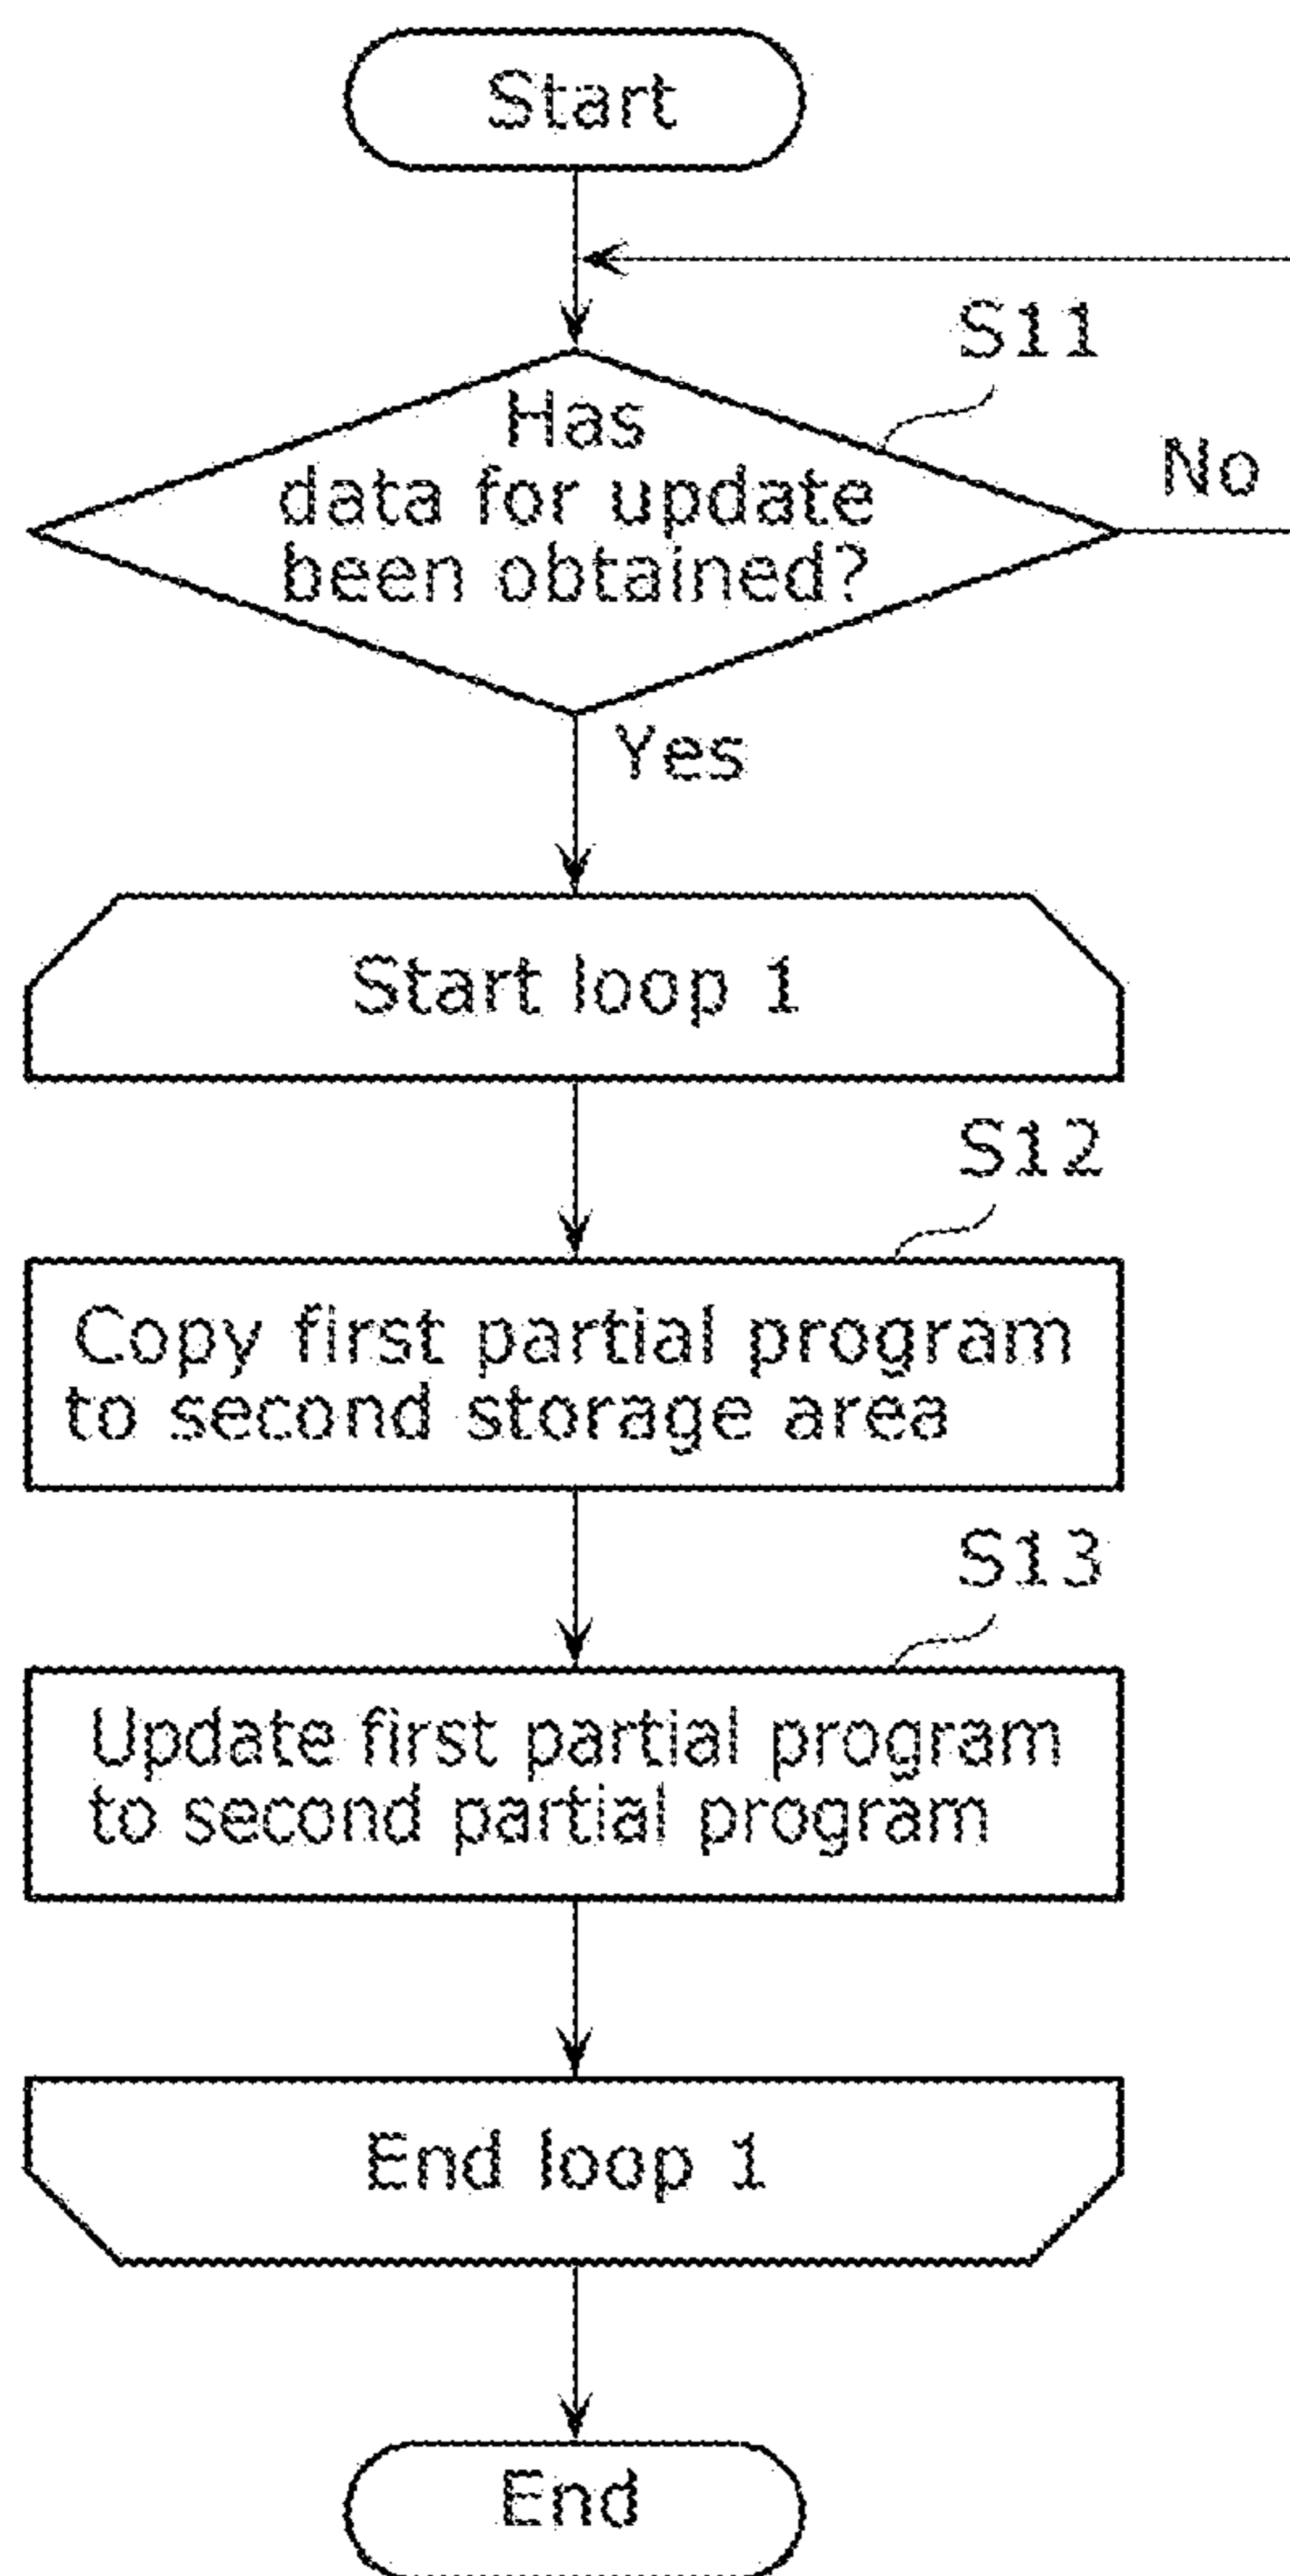 Start
S11
Has
data for update
been obtained?
No
Yes
Start loop 1
S12
Copy first partial program
to second storage area
S13
Update first partial program
to second partial program
End loop 1
End